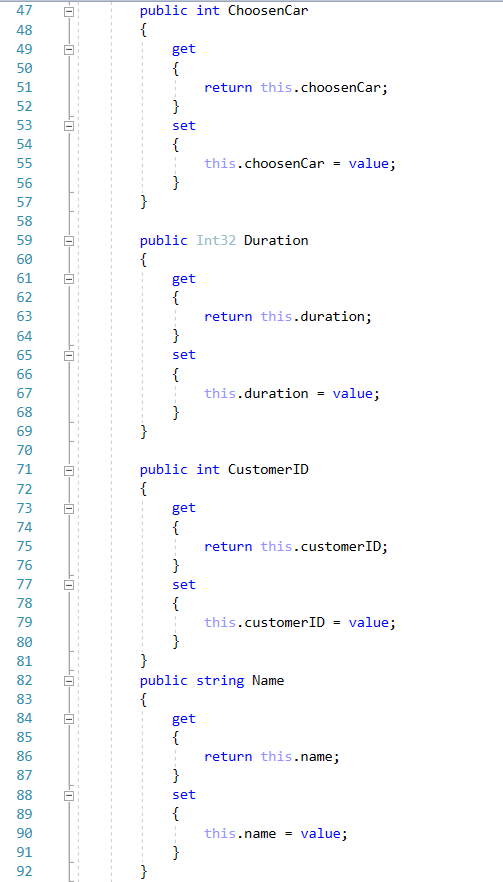 47 public int ChoosenCar
48 {
49 get
50 {
51 return this.choosenCar;
52 }
53 set
54 {
55 this.choosenCar = value;
56 }
57 }
58
59 public Int32 Duration
60 {
61 get
62 {
63 return this.duration;
64 }
65 set
66 {
67 this.duration = value;
68 }
69 }
70
71 public int CustomerID
72 {
73 get
74 {
75 return this.customerID;
76 }
77 set
78 {
79 this.customerID = value;
80 }
81 }
82 public string Name
83 {
84 get
85 {
86 return this.name;
87 }
88 set
89 {
90 this.name = value;
91 }
92 }